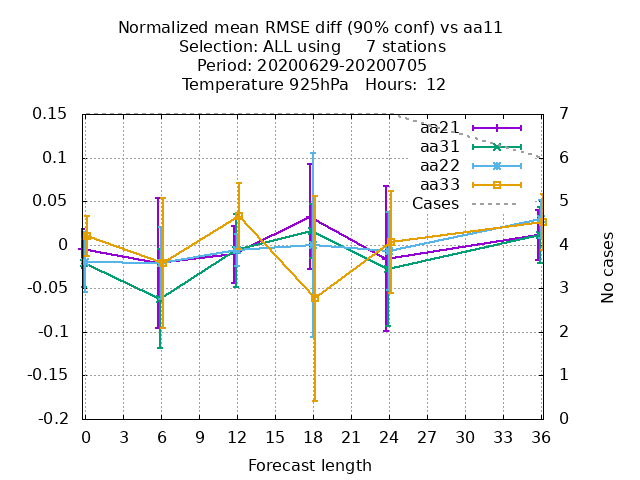 Normalized mean RMSE diff (90% conf) vs aa11
Selection: ALL using     7 stations
Period: 20200629-20200705
Temperature 925hPa   Hours:  12
0.15
0.1
0.05
0
-0.05
-0.1
-0.15
-0.2
7
6
5
4
3
2
1
0
aa21
aa31
aa22
aa33
Cases
No cases
0 3 6 9 12 15 18 21 24 27 30 33 36
Forecast length